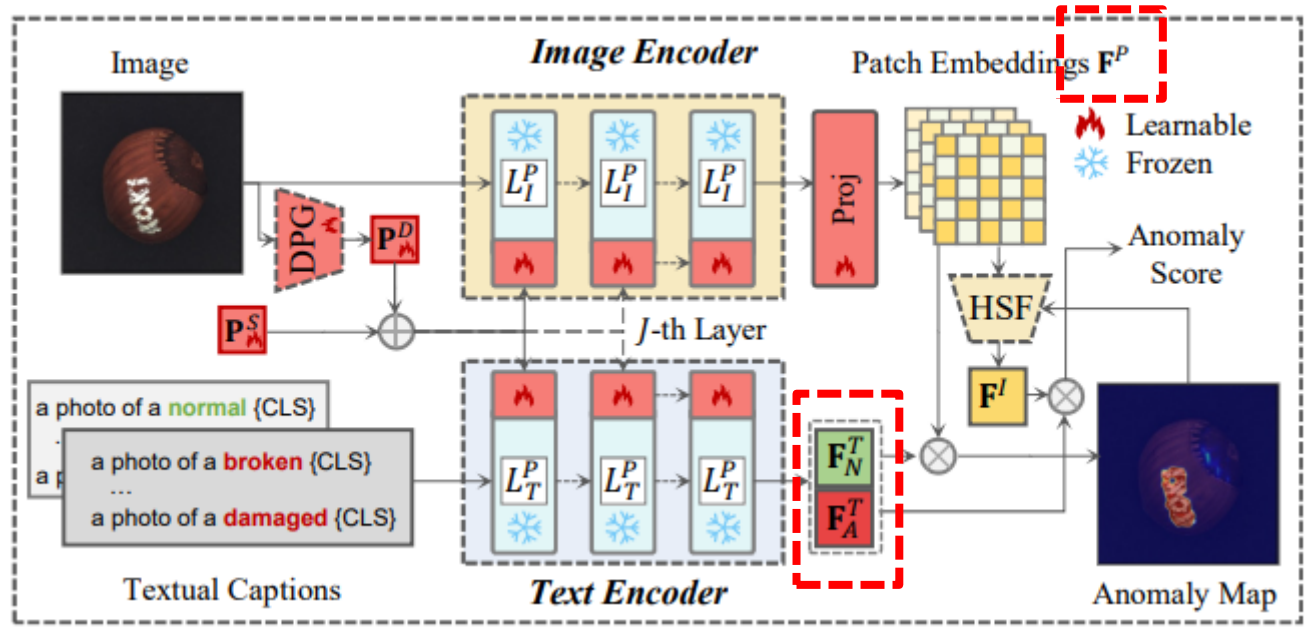 Image Encoder
Image
Patch Embeddings F^P
Learnable
Frozen
L_I^P L_I^P L_I^P
Proj
DPG
P^D
Anomaly
Score
HSF
P^S
J-th Layer
F^I
a photo of a normal {CLS}
..
a p
a photo of a broken {CLS}
...
a photo of a damaged {CLS}
L_T^P L_T^P L_T^P
F_N^T
F_A^T
Textual Captions
Text Encoder
Anomaly Map